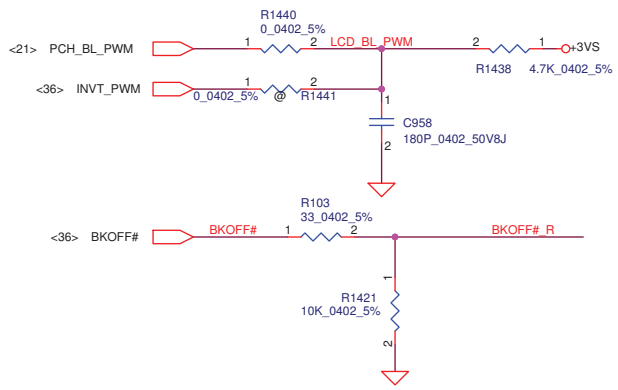 R1440
0_0402_5%
<21> PCH_BL_PWM
1
2
LCD_BL_PWM
2
1
+3VS
R1438
4.7K_0402_5%
<36> INVT_PWM
1
2
0_0402_5%
@
R1441
1
C958
180P_0402_50V8J
2
R103
33_0402_5%
<36> BKOFF#
BKOFF#
1
2
BKOFF#_R
1
R1421
10K_0402_5%
2